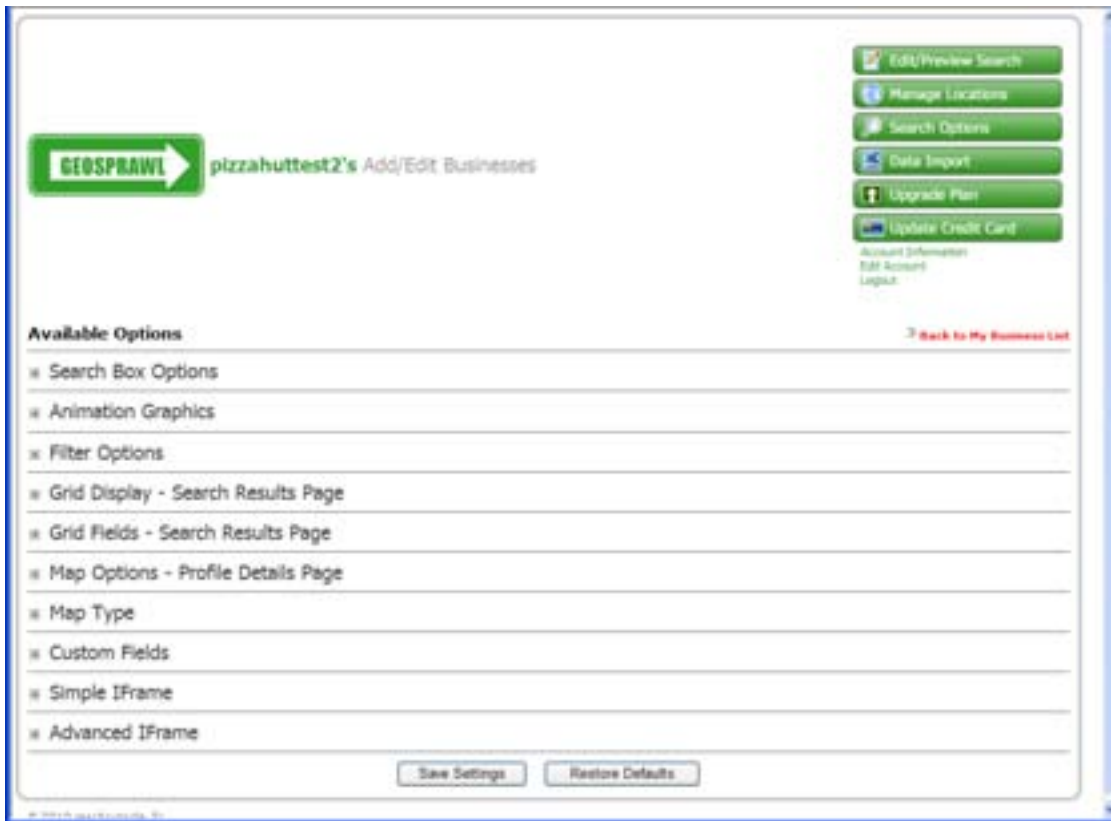 Edit/Preview Search
Manage Locations
Search Options
Data Import
Upgrade Plan
Update Credit Card
Account Information
Edit Account
Logout
GEOSPRAWL
pizzahuttest2's Add/Edit Businesses
Available Options
Back to My Business List
Search Box Options
Animation Graphics
Filter Options
Grid Display - Search Results Page
Grid Fields - Search Results Page
Map Options - Profile Details Page
Map Type
Custom Fields
Simple IFrame
Advanced IFrame
Save Settings
Restore Defaults